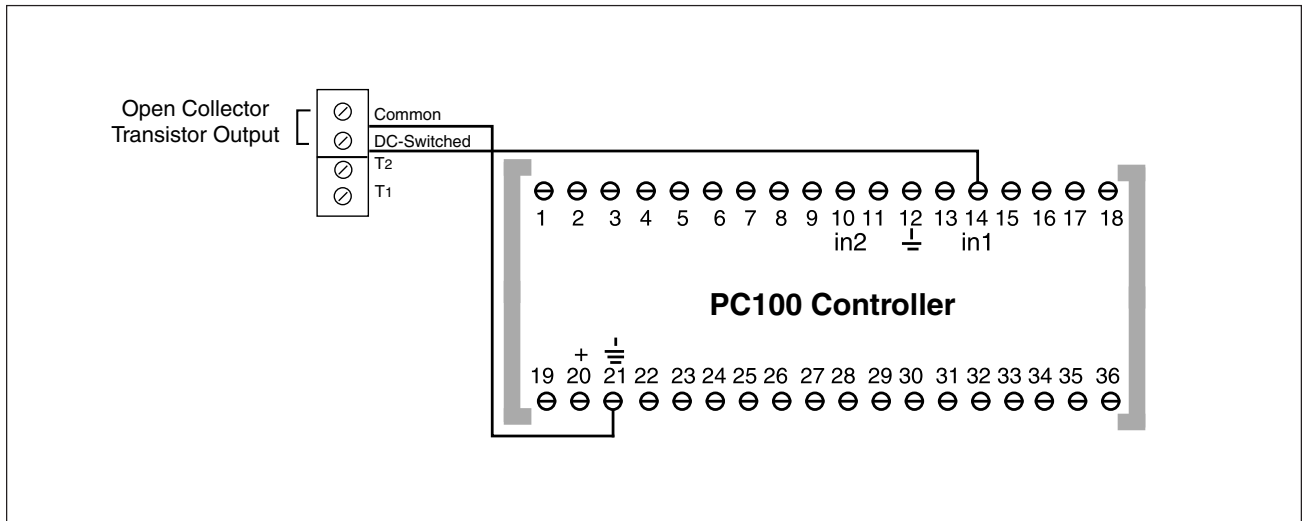 Open Collector
Transistor Output
Common
DC-Switched
T2
T1
1 2 3 4 5 6 7 8 9 10 11 12 13 14 15 16 17 18
in2 in1
PC100 Controller
+
19 20 21 22 23 24 25 26 27 28 29 30 31 32 33 34 35 36